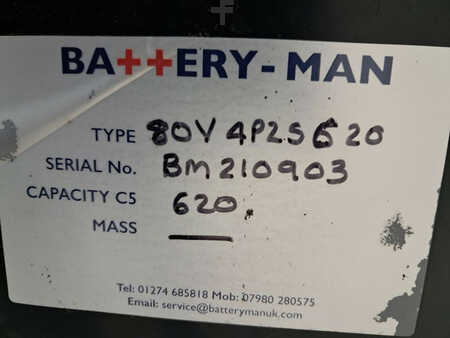 BA++ERY-MAN
TYPE 80V 4P2S 620
SERIAL No. BM210903
CAPACITY C5 620.
MASS —
Tel: 01274 685818 Mob: 07980 280575
Email: service@batterymanuk.com